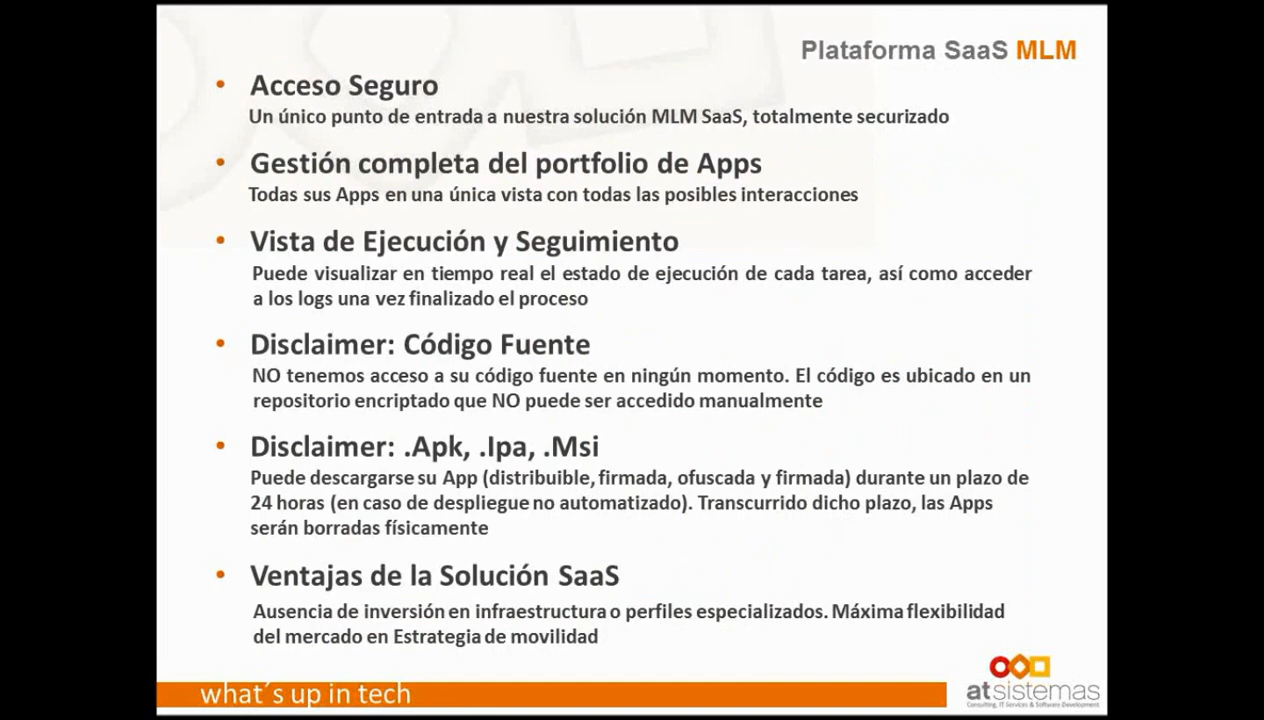 Plataforma SaaS MLM
• Acceso Seguro
Un único punto de entrada a nuestra solución MLM SaaS, totalmente securizado
• Gestión completa del portfolio de Apps
Todas sus Apps en una única vista con todas las posibles interacciones
• Vista de Ejecución y Seguimiento
Puede visualizar en tiempo real el estado de ejecución de cada tarea, así como acceder
a los logs una vez finalizado el proceso
• Disclaimer: Código Fuente
NO tenemos acceso a su código fuente en ningún momento. El código es ubicado en un
repositorio encriptado que NO puede ser accedido manualmente
• Disclaimer: .Apk, .Ipa, .Msi
Puede descargarse su App (distribuible, firmada, ofuscada y firmada) durante un plazo de
24 horas (en caso de despliegue no automatizado). Transcurrido dicho plazo, las Apps
serán borradas físicamente
• Ventajas de la Solución SaaS
Ausencia de inversión en infraestructura o perfiles especializados. Máxima flexibilidad
del mercado en Estrategia de movilidad
what´s up in tech
atsistemas
Consulting, IT Services & Software Development